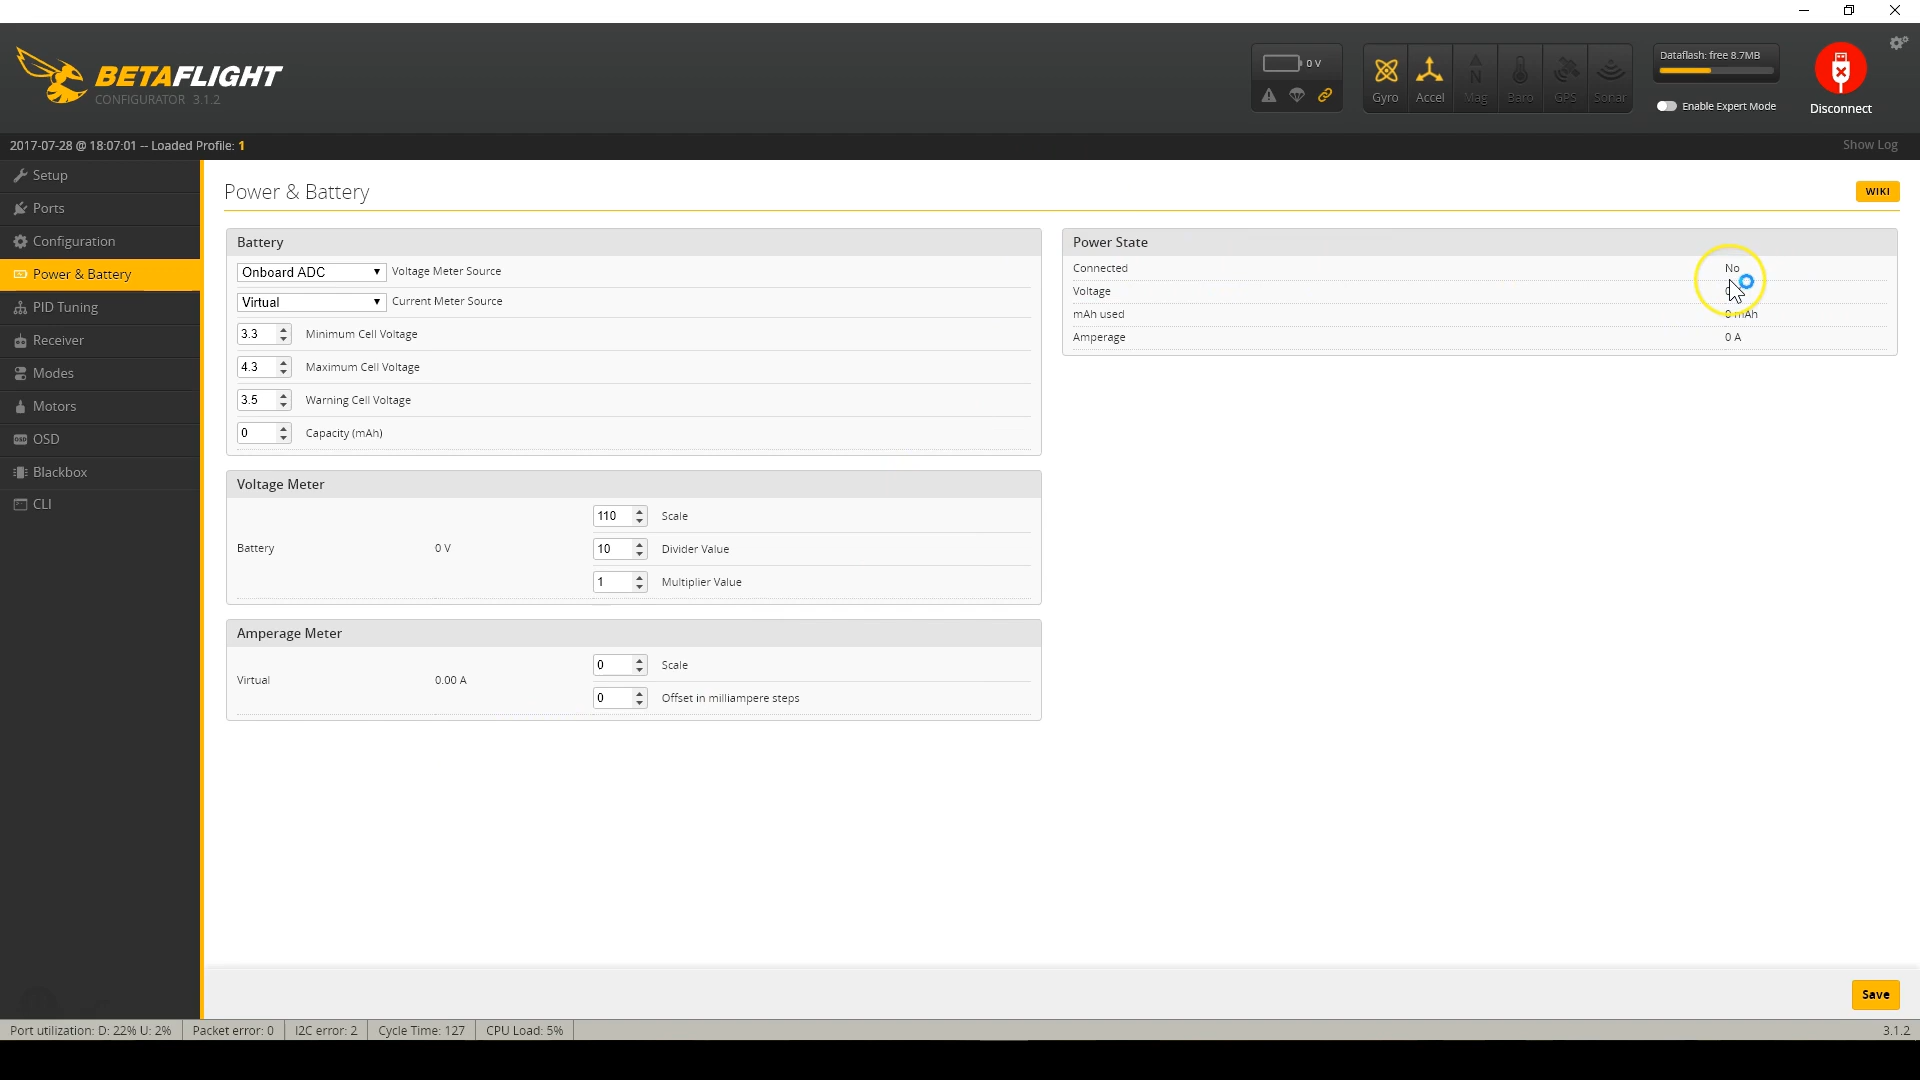 BETAFLIGHT
CONFIGURATOR 3.1.2
0 V
Gyro Accel Mag Baro GPS Sonar
Dataflash: free 8.7MB
Enable Expert Mode
Disconnect
2017-07-28 @ 18:07:01 -- Loaded Profile: 1
Show Log
Setup
Ports
Configuration
Power & Battery
PID Tuning
Receiver
Modes
Motors
OSD
Blackbox
CLI
Power & Battery
WIKI
Battery
Onboard ADC Voltage Meter Source
Virtual Current Meter Source
3.3 Minimum Cell Voltage
4.3 Maximum Cell Voltage
3.5 Warning Cell Voltage
0 Capacity (mAh)
Power State
Connected No
Voltage
mAh used 0 mAh
Amperage 0 A
Voltage Meter
Battery 0 V
110 Scale
10 Divider Value
1 Multiplier Value
Amperage Meter
Virtual 0.00 A
0 Scale
0 Offset in milliampere steps
Save
Port utilization: D: 22% U: 2% Packet error: 0 I2C error: 2 Cycle Time: 127 CPU Load: 5% 3.1.2